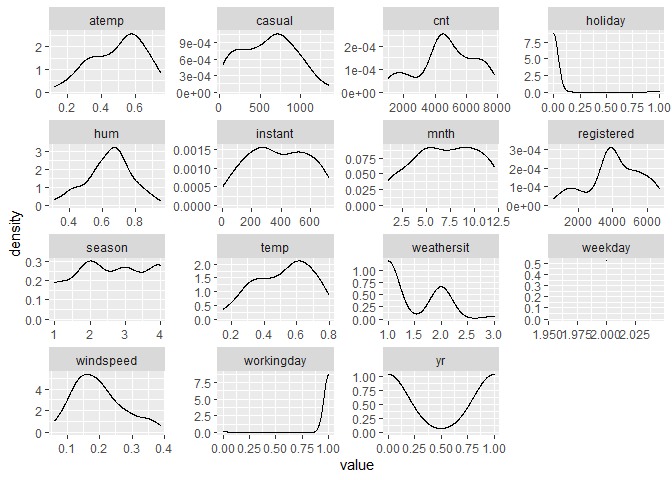 atemp casual cnt holiday
2 9e-04 2e-04 7.5
1 6e-04 1e-04 5.0
0 3e-04 0e+00 2.5
0e+00 0.0
0.2 0.4 0.6 0 500 1000 2000 4000 6000 8000 0.00 0.25 0.50 0.75 1.00
hum instant mnth registered
3 0.0015 0.075 3e-04
2 0.0010 0.050 2e-04
1 0.0005 0.025 1e-04
0 0.0000 0.000 0e+00
0.4 0.6 0.8 0 200 400 600 2.5 5.0 7.5 10.0 12.5 2000 4000 6000
density
season temp weathersit weekday
0.3 2.0 1.00 0.5
0.2 1.5 0.75 0.4
0.1 1.0 0.50 0.3
0.0 0.5 0.25 0.2
0.0 0.00 0.1
0.0
1 2 3 4 0.2 0.4 0.6 0.8 1.0 1.5 2.0 2.5 3.0 1.950 1.975 2.000 2.025
windspeed workingday yr
4 7.5 1.00
2 5.0 0.75
0 2.5 0.50
0.0 0.25
0.00
0.1 0.2 0.3 0.4 0.00 0.25 0.50 0.75 1.00 0.00 0.25 0.50 0.75 1.00
value